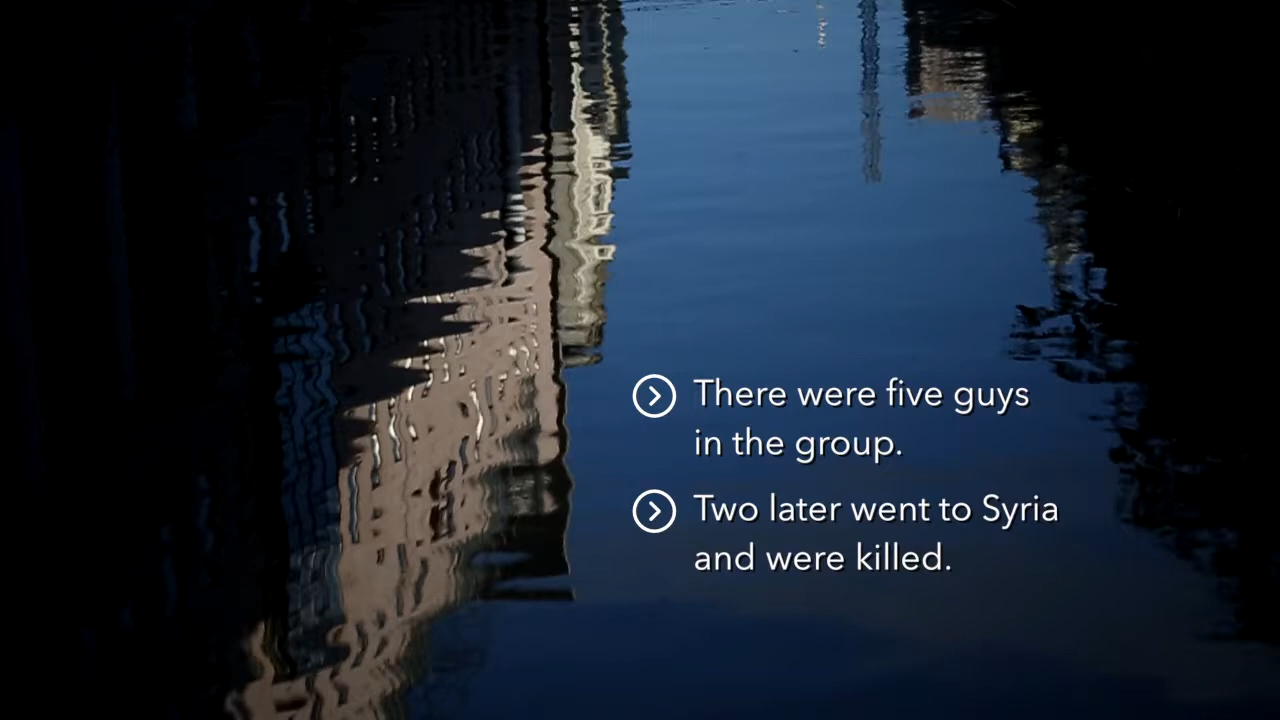 There were five guys
in the group.
Two later went to Syria
and were killed.